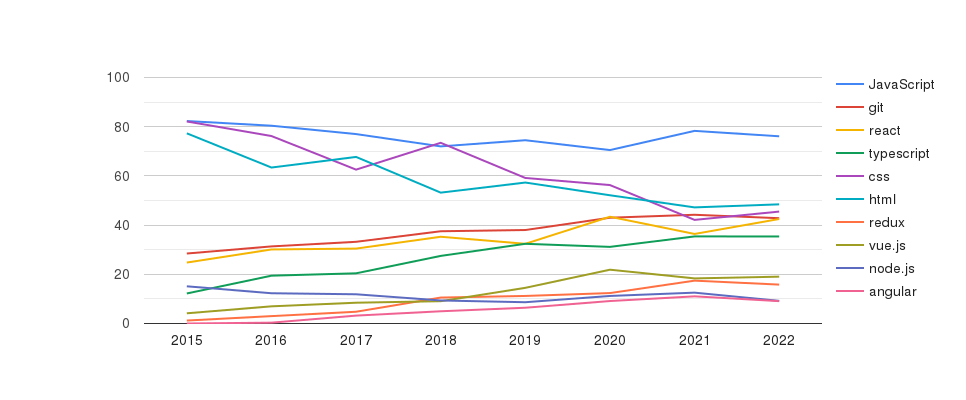 100
80
60
40
20
0
2015 2016 2017 2018 2019 2020 2021 2022
JavaScript
git
react
typescript
css
html
redux
vue.js
node.js
angular